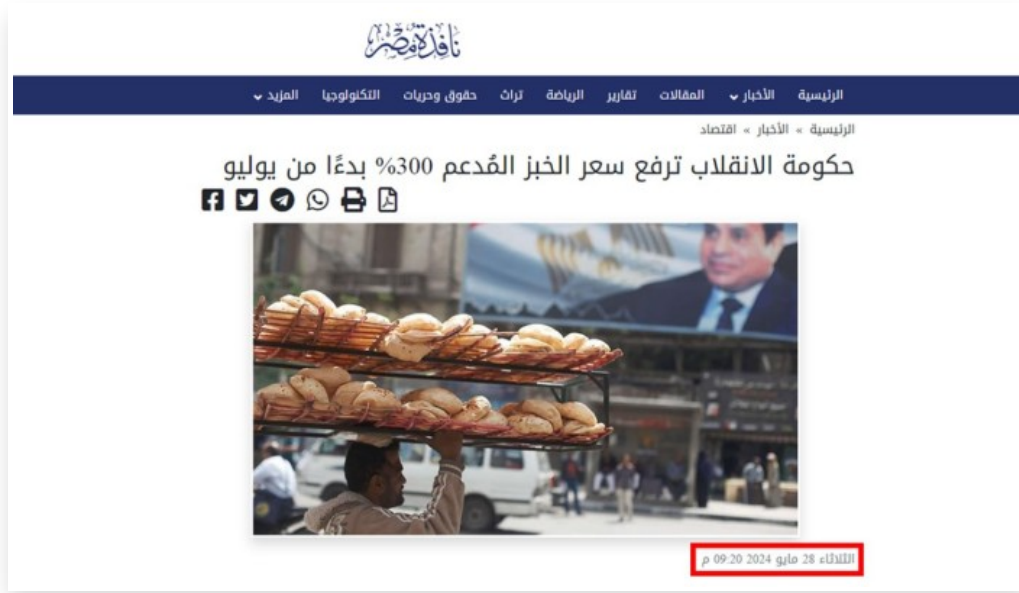 نافذة مصر
الرئيسية الأخبار المقالات تقارير الرياضة تراث حقوق وحريات التكنولوجيا المزيد
الرئيسية » الأخبار » اقتصاد
حكومة الانقلاب ترفع سعر الخبز المُدعم 300% بدءًا من يوليو
الثلاثاء 28 مايو 2024 09:20 م